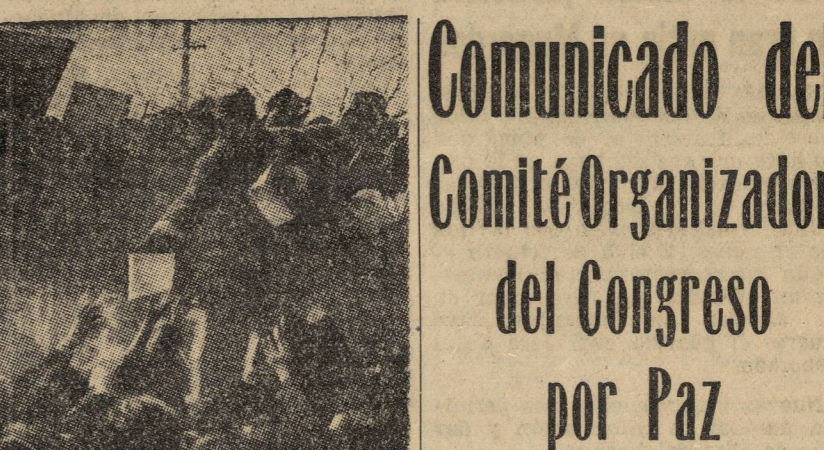 Comunicado del
Comité Organizador
del Congreso
por Paz